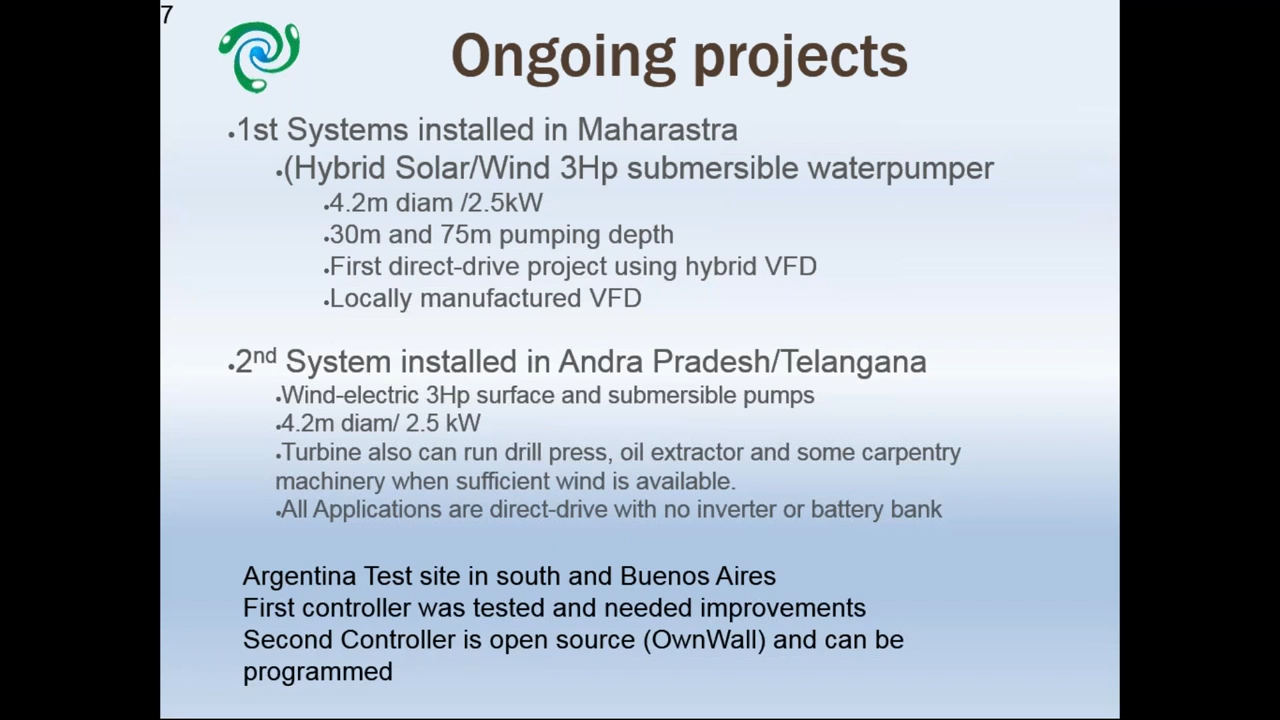 7
Ongoing projects
•1st Systems installed in Maharastra
•(Hybrid Solar/Wind 3Hp submersible waterpumper
•4.2m diam /2.5kW
•30m and 75m pumping depth
•First direct-drive project using hybrid VFD
•Locally manufactured VFD
•2nd System installed in Andra Pradesh/Telangana
•Wind-electric 3Hp surface and submersible pumps
•4.2m diam/ 2.5 kW
•Turbine also can run drill press, oil extractor and some carpentry
machinery when sufficient wind is available.
•All Applications are direct-drive with no inverter or battery bank
Argentina Test site in south and Buenos Aires
First controller was tested and needed improvements
Second Controller is open source (OwnWall) and can be
programmed